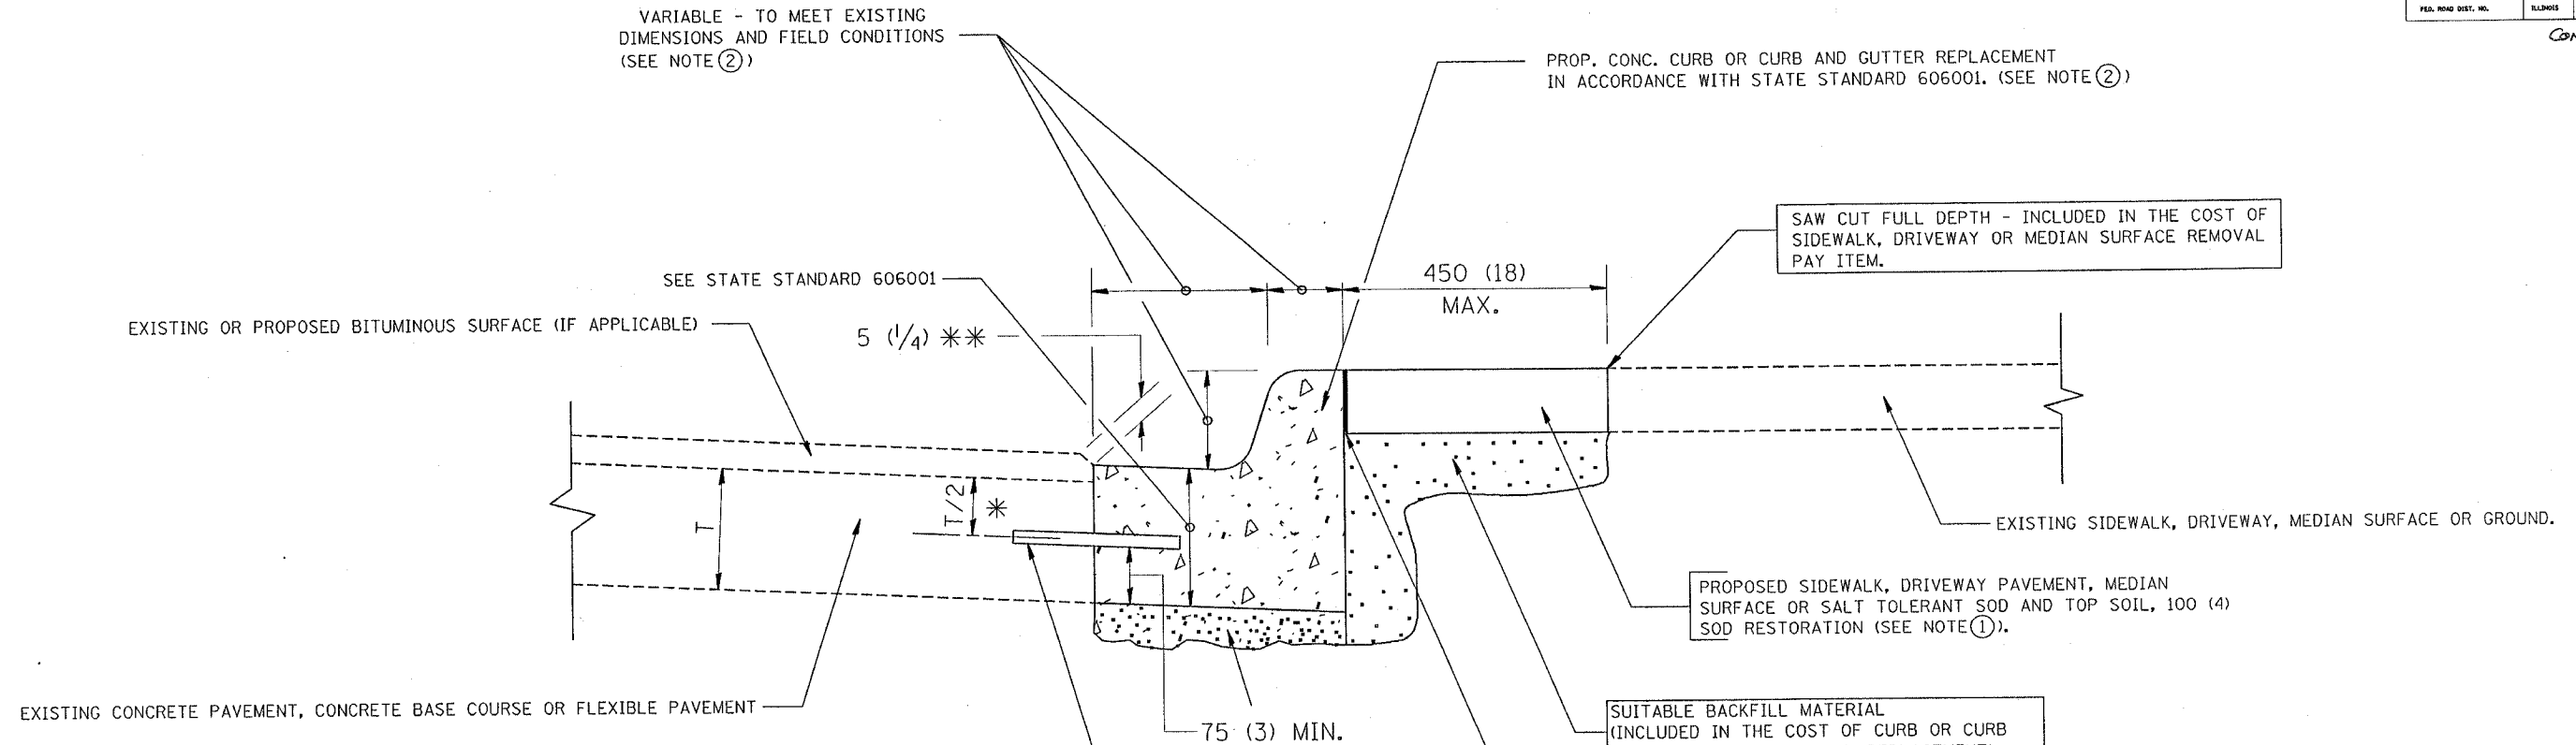 FED. ROAD DIST. NO.
ILLINOIS
VARIABLE - TO MEET EXISTING
DIMENSIONS AND FIELD CONDITIONS
(SEE NOTE ②)
PROP. CONC. CURB OR CURB AND GUTTER REPLACEMENT
IN ACCORDANCE WITH STATE STANDARD 606001. (SEE NOTE ②)
SAW CUT FULL DEPTH - INCLUDED IN THE COST OF
SIDEWALK, DRIVEWAY OR MEDIAN SURFACE REMOVAL
PAY ITEM.
SEE STATE STANDARD 606001
450 (18)
MAX.
EXISTING OR PROPOSED BITUMINOUS SURFACE (IF APPLICABLE)
5 (1/4) **
T
T/2 *
EXISTING SIDEWALK, DRIVEWAY, MEDIAN SURFACE OR GROUND.
PROPOSED SIDEWALK, DRIVEWAY PAVEMENT, MEDIAN
SURFACE OR SALT TOLERANT SOD AND TOP SOIL, 100 (4)
SOD RESTORATION (SEE NOTE ①).
EXISTING CONCRETE PAVEMENT, CONCRETE BASE COURSE OR FLEXIBLE PAVEMENT
75 (3) MIN.
SUITABLE BACKFILL MATERIAL
(INCLUDED IN THE COST OF CURB OR CURB